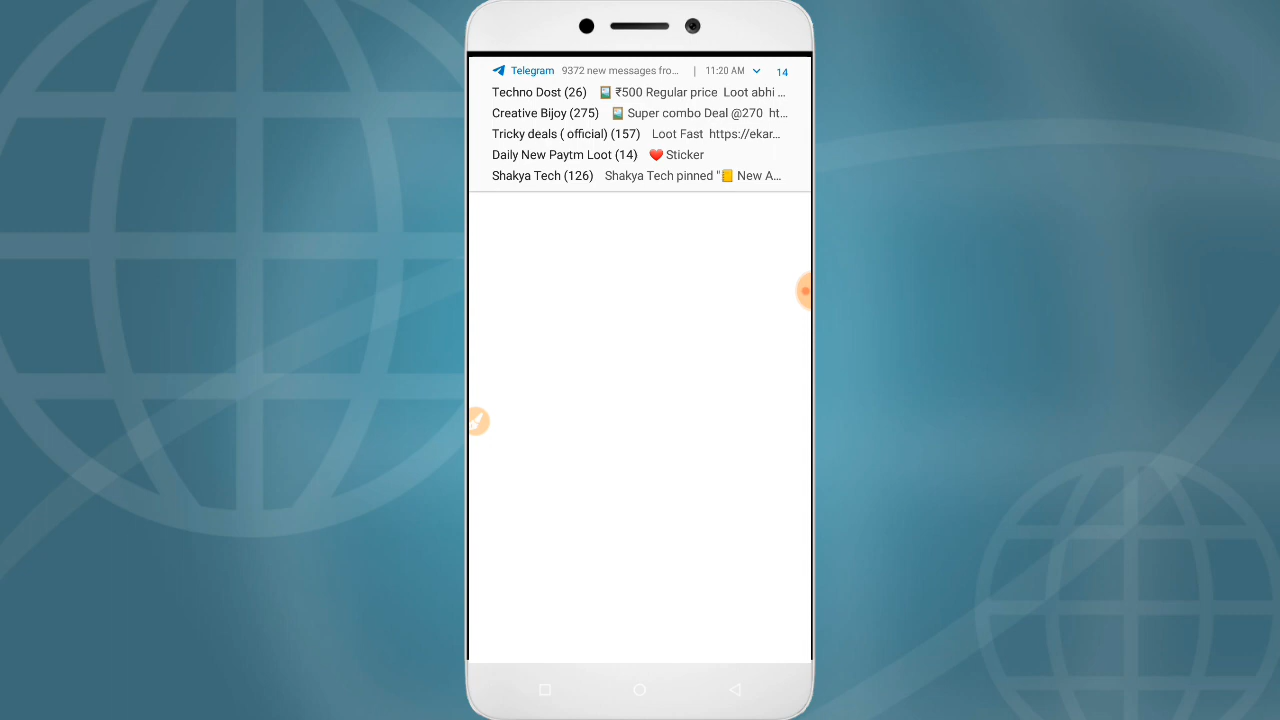 Telegram 9372 new messages fro... | 11:20 AM 14
Techno Dost (26) ₹500 Regular price Loot abhi ...
Creative Bijoy (275) Super combo Deal @270 ht...
Tricky deals ( official) (157) Loot Fast https://ekar...
Daily New Paytm Loot (14) ❤️ Sticker
Shakya Tech (126) Shakya Tech pinned "📒 New A...